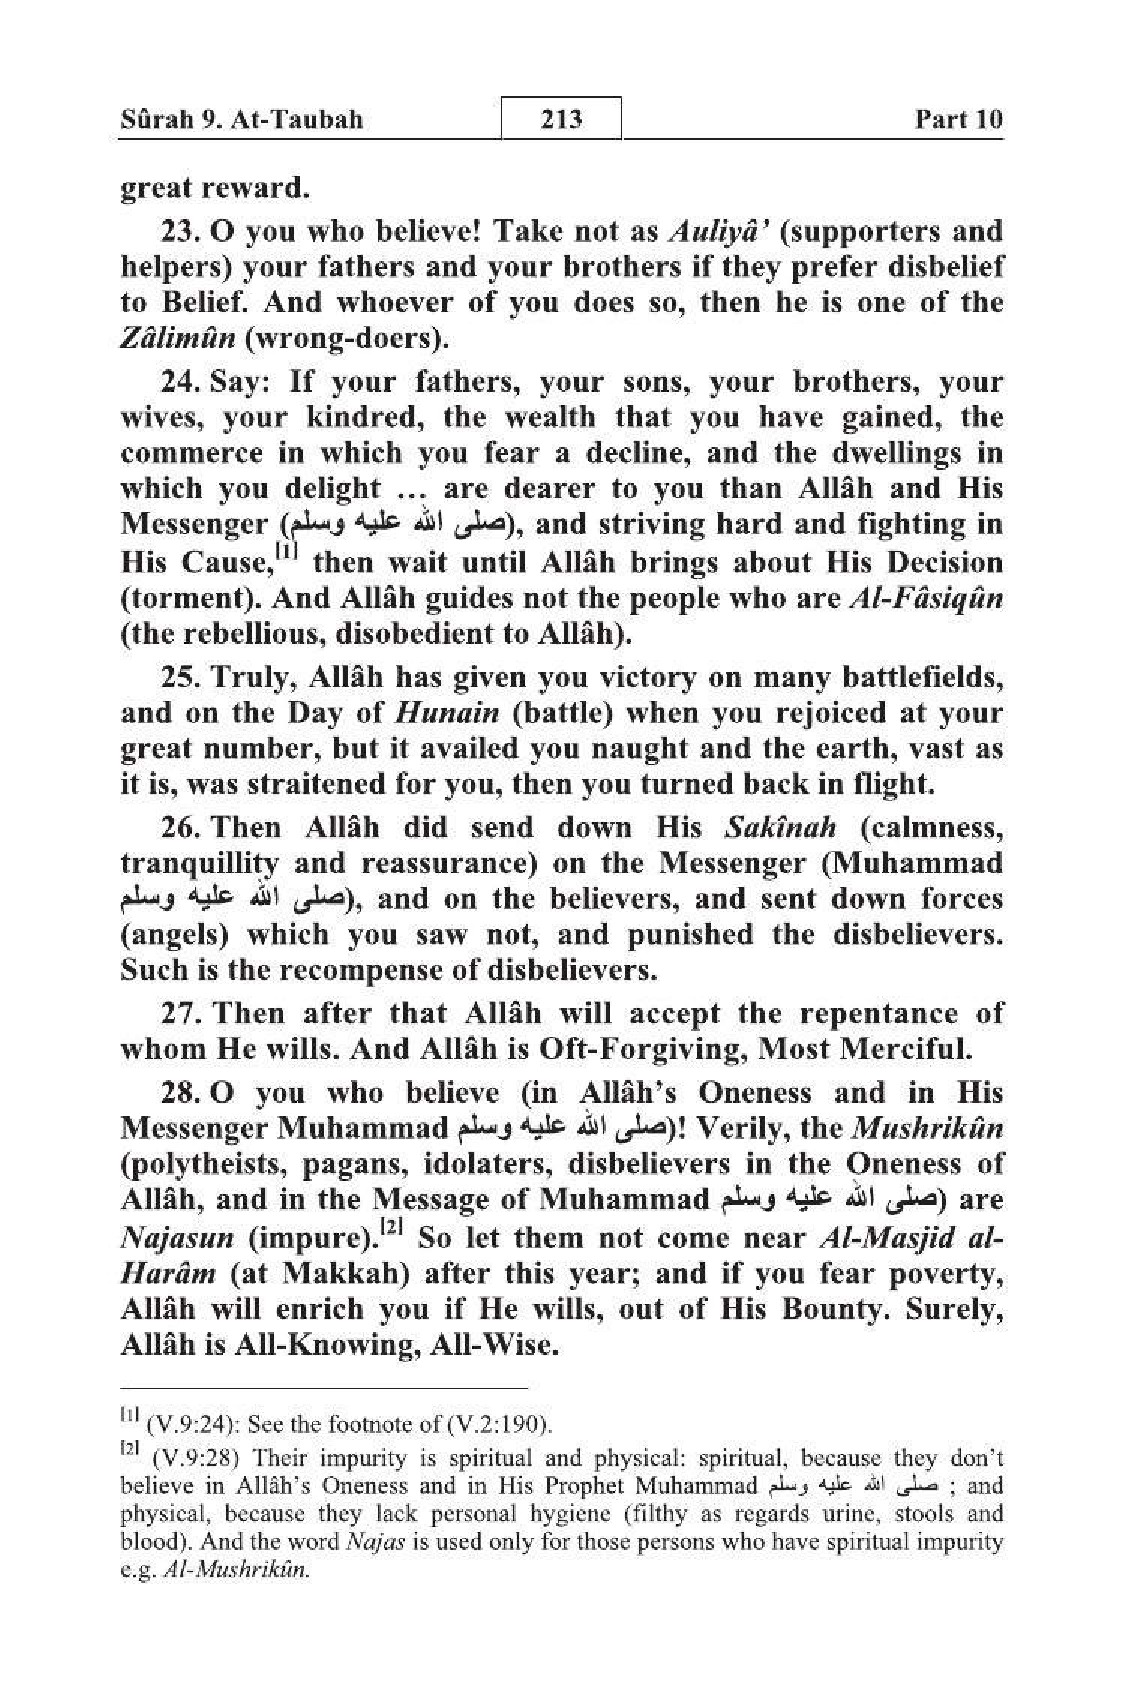 Sûrah 9. At-Taubah 213 Part 10
great reward.
23. O you who believe! Take not as Auliyâ’ (supporters and
helpers) your fathers and your brothers if they prefer disbelief
to Belief. And whoever of you does so, then he is one of the
Zâlimûn (wrong-doers).
24. Say: If your fathers, your sons, your brothers, your
wives, your kindred, the wealth that you have gained, the
commerce in which you fear a decline, and the dwellings in
which you delight ... are dearer to you than Allâh and His
Messenger (صلى الله عليه وسلم), and striving hard and fighting in
His Cause,[1] then wait until Allâh brings about His Decision
(torment). And Allâh guides not the people who are Al-Fâsiqûn
(the rebellious, disobedient to Allâh).
25. Truly, Allâh has given you victory on many battlefields,
and on the Day of Hunain (battle) when you rejoiced at your
great number, but it availed you naught and the earth, vast as
it is, was straitened for you, then you turned back in flight.
26. Then Allâh did send down His Sakînah (calmness,
tranquillity and reassurance) on the Messenger (Muhammad
صلى الله عليه وسلم), and on the believers, and sent down forces
(angels) which you saw not, and punished the disbelievers.
Such is the recompense of disbelievers.
27. Then after that Allâh will accept the repentance of
whom He wills. And Allâh is Oft-Forgiving, Most Merciful.
28. O you who believe (in Allâh’s Oneness and in His
Messenger Muhammad صلى الله عليه وسلم)! Verily, the Mushrikûn
(polytheists, pagans, idolaters, disbelievers in the Oneness of
Allâh, and in the Message of Muhammad صلى الله عليه وسلم) are
Najasun (impure).[2] So let them not come near Al-Masjid al-
Harâm (at Makkah) after this year; and if you fear poverty,
Allâh will enrich you if He wills, out of His Bounty. Surely,
Allâh is All-Knowing, All-Wise.
[1] (V.9:24): See the footnote of (V.2:190).
[2] (V.9:28) Their impurity is spiritual and physical: spiritual, because they don’t
believe in Allâh’s Oneness and in His Prophet Muhammad صلى الله عليه وسلم ; and
physical, because they lack personal hygiene (filthy as regards urine, stools and
blood). And the word Najas is used only for those persons who have spiritual impurity
e.g. Al-Mushrikûn.